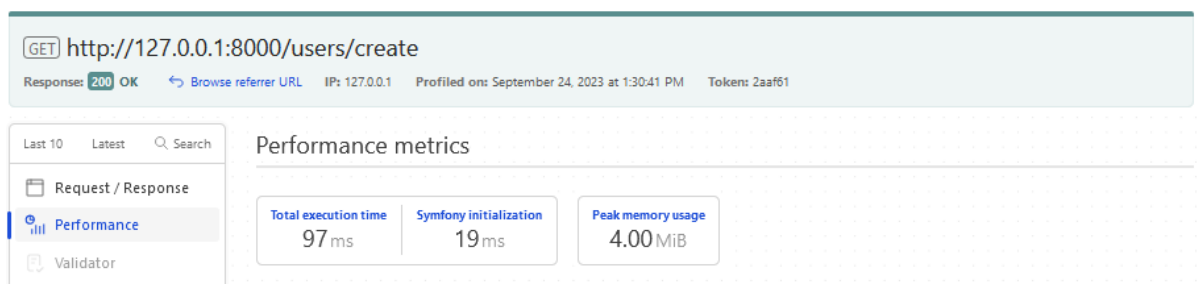 GET http://127.0.0.1:8000/users/create
Response: 200 OK Browse referrer URL IP: 127.0.0.1 Profiled on: September 24, 2023 at 1:30:41 PM Token: 2aaf61
Last 10 Latest Search
Request / Response
Performance
Validator
Performance metrics
Total execution time Symfony initialization Peak memory usage
97 ms 19 ms 4.00 MiB